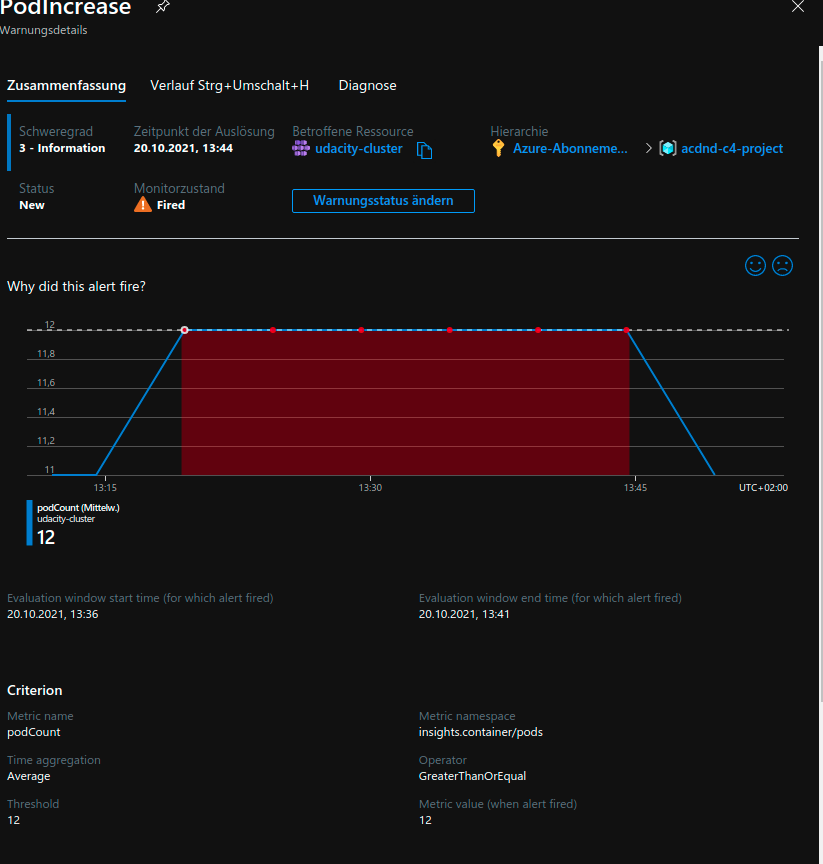 PodIncrease
Warnungsdetails
Zusammenfassung Verlauf Strg+Umschalt+H Diagnose
Schweregrad Zeitpunkt der Auslösung Betroffene Ressource Hierarchie
3 - Information 20.10.2021, 13:44 udacity-cluster Azure-Abonneme... > acdnd-c4-project
Status Monitorzustand
New Fired Warnungsstatus ändern
Why did this alert fire?
12
11,8
11,6
11,4
11,2
11
13:15 13:30 13:45 UTC+02:00
podCount (Mittelw.)
udacity-cluster
12
Evaluation window start time (for which alert fired) Evaluation window end time (for which alert fired)
20.10.2021, 13:36 20.10.2021, 13:41
Criterion
Metric name Metric namespace
podCount insights.container/pods
Time aggregation Operator
Average GreaterThanOrEqual
Threshold Metric value (when alert fired)
12 12